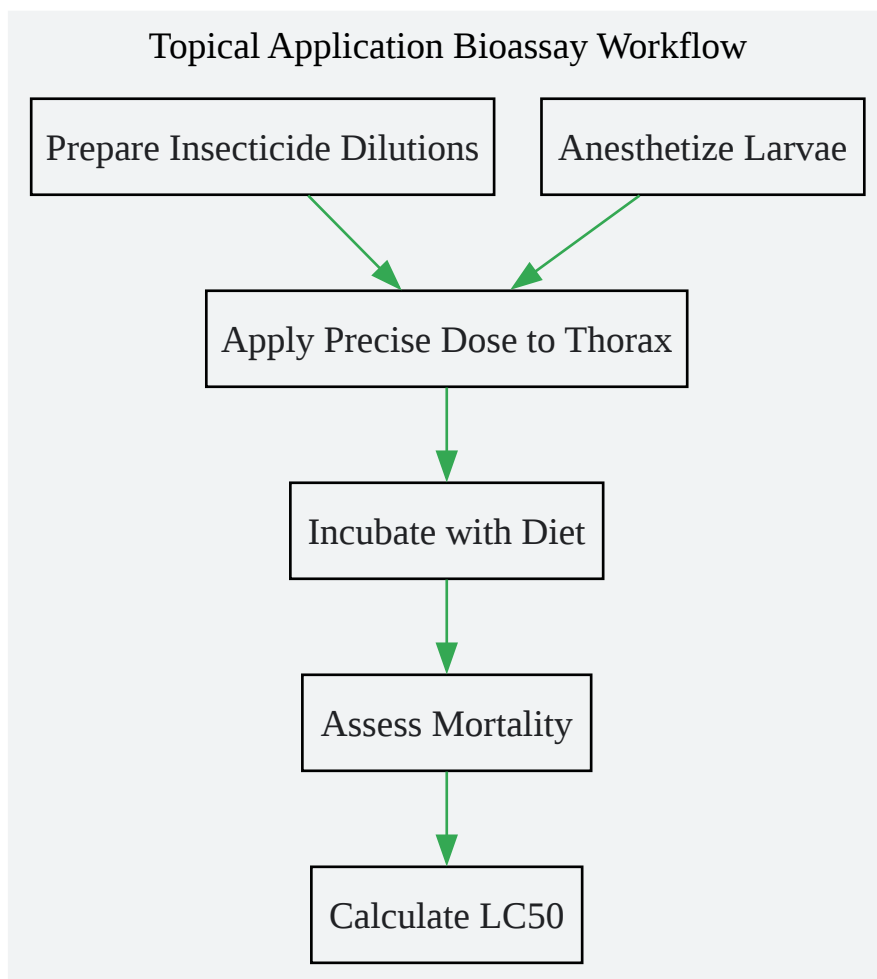 Topical Application Bioassay Workflow
Prepare Insecticide Dilutions
Anesthetize Larvae
Apply Precise Dose to Thorax
Incubate with Diet
Assess Mortality
Calculate LC50